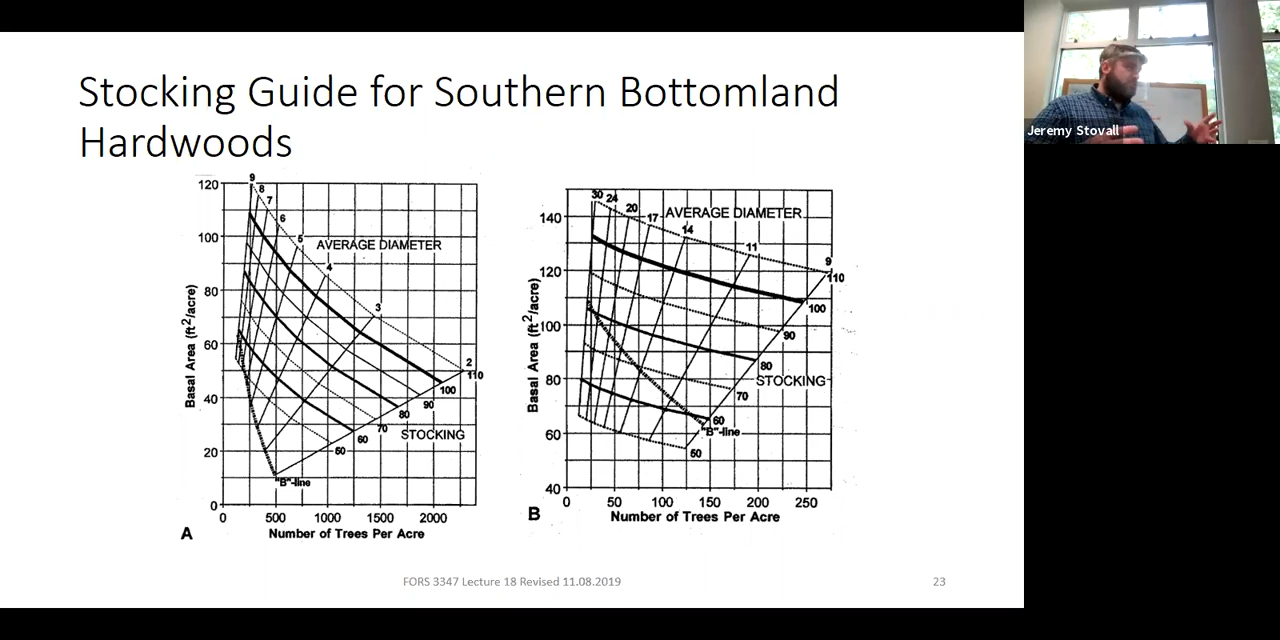 Stocking Guide for Southern Bottomland
Hardwoods
Jeremy Stovall
120
100
80
60
40
20
0
Basal Area (ft²/acre)
9
8
7
6
5
4
3
2
AVERAGE DIAMETER
110
100
90
80
70
60
50
STOCKING
"B"-line
0 500 1000 1500 2000
Number of Trees Per Acre
A
140
120
100
80
60
40
Basal Area (ft²/acre)
30 24 20 17 14 11 9
AVERAGE DIAMETER
110
100
90
80
STOCKING
70
60
"B"-line
60
0 50 100 150 200 250
Number of Trees Per Acre
B
FORS 3347 Lecture 18 Revised 11.08.2019
23